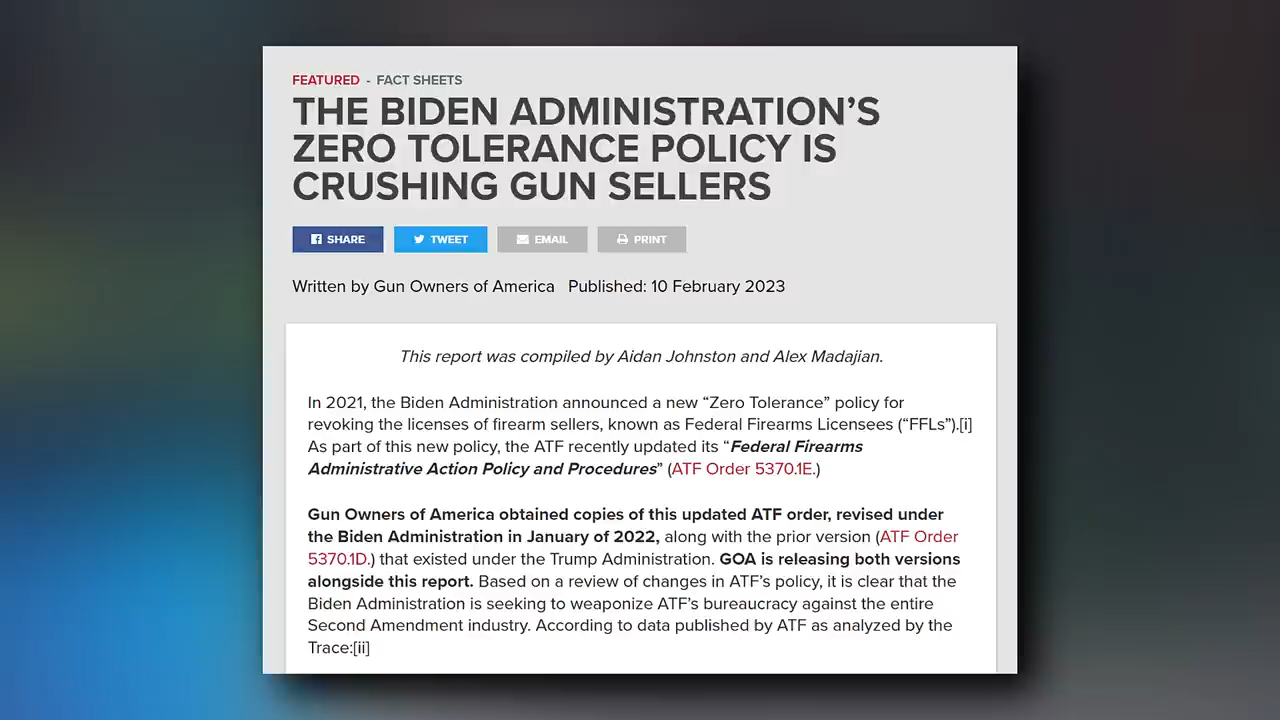 FEATURED - FACT SHEETS
THE BIDEN ADMINISTRATION’S
ZERO TOLERANCE POLICY IS
CRUSHING GUN SELLERS
SHARE TWEET EMAIL PRINT
Written by Gun Owners of America Published: 10 February 2023
This report was compiled by Aidan Johnston and Alex Madajian.
In 2021, the Biden Administration announced a new “Zero Tolerance” policy for
revoking the licenses of firearm sellers, known as Federal Firearms Licensees (“FFLs”).[i]
As part of this new policy, the ATF recently updated its “Federal Firearms
Administrative Action Policy and Procedures” (ATF Order 5370.1E.)
Gun Owners of America obtained copies of this updated ATF order, revised under
the Biden Administration in January of 2022, along with the prior version (ATF Order
5370.1D.) that existed under the Trump Administration. GOA is releasing both versions
alongside this report. Based on a review of changes in ATF’s policy, it is clear that the
Biden Administration is seeking to weaponize ATF’s bureaucracy against the entire
Second Amendment industry. According to data published by ATF as analyzed by the
Trace:[ii]